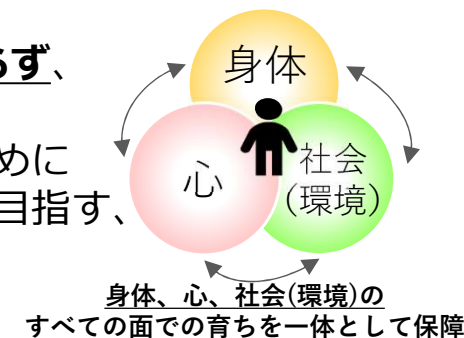 らず、
めに
目指す、
身体
心
社会
(環境)
身体、心、社会(環境)の
すべての面での育ちを一体として保障